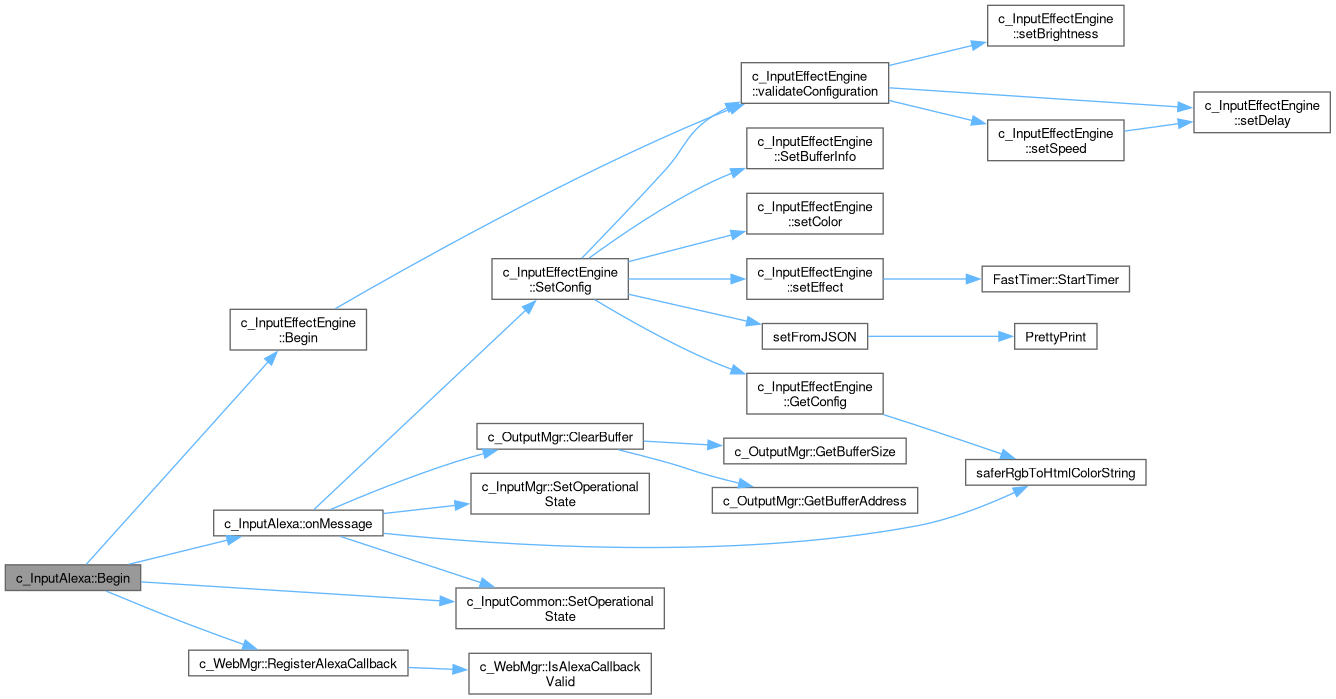 c_InputEffectEngine
::setBrightness
c_InputEffectEngine
::validateConfiguration
c_InputEffectEngine
::setDelay
c_InputEffectEngine
::setSpeed
c_InputEffectEngine
::SetBufferInfo
c_InputEffectEngine
::setColor
c_InputEffectEngine
::SetConfig
c_InputEffectEngine
::setEffect
FastTimer::StartTimer
c_InputEffectEngine
::Begin
setFromJSON
PrettyPrint
c_InputEffectEngine
::GetConfig
c_OutputMgr::ClearBuffer
c_OutputMgr::GetBufferSize
saferRgbToHtmlColorString
c_InputMgr::SetOperational
State
c_OutputMgr::GetBufferAddress
c_InputAlexa::onMessage
c_InputAlexa::Begin
c_InputCommon::SetOperational
State
c_WebMgr::RegisterAlexaCallback
c_WebMgr::IsAlexaCallback
Valid